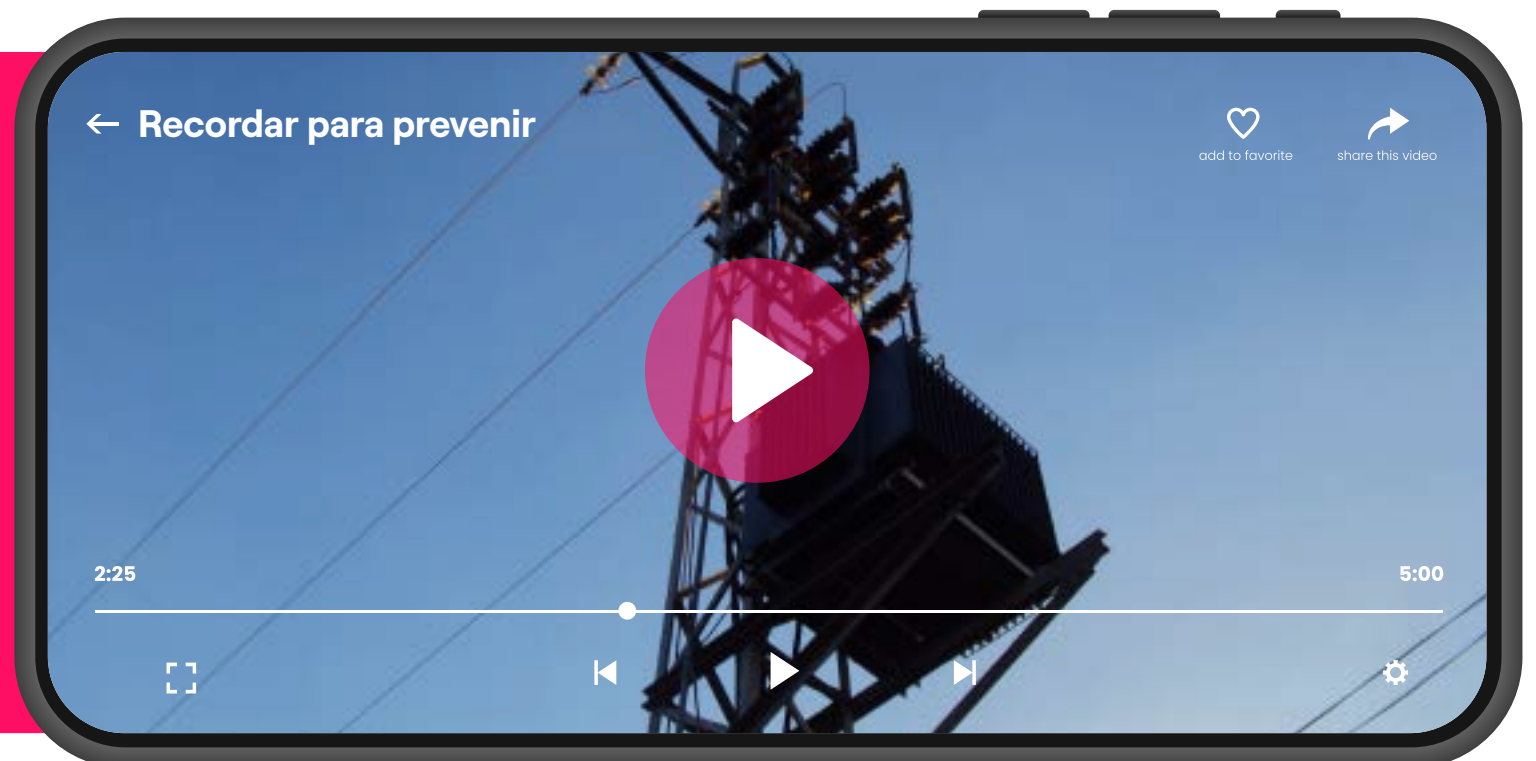 Recordar para prevenir
add to favorite
share this video
2:25
5:00